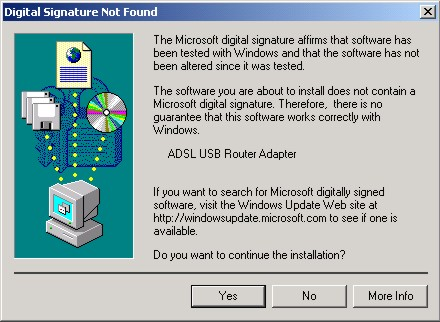 Digital Signature Not Found
The Microsoft digital signature affirms that software has
been tested with Windows and that the software has not
been altered since it was tested.
The software you are about to install does not contain a
Microsoft digital signature. Therefore, there is no
guarantee that this software works correctly with
Windows.
ADSL USB Router Adapter
If you want to search for Microsoft digitally signed
software, visit the Windows Update Web site at
http://windowsupdate.microsoft.com to see if one is
available.
Do you want to continue the installation?
Yes No More Info